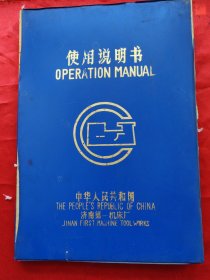 使用说明书
OPERATION MANUAL
中华人民共和国
THE PEOPLE'S REPUBLIC OF CHINA
济南第一机床厂
JINAN FIRST MACHINE TOOL WORKS